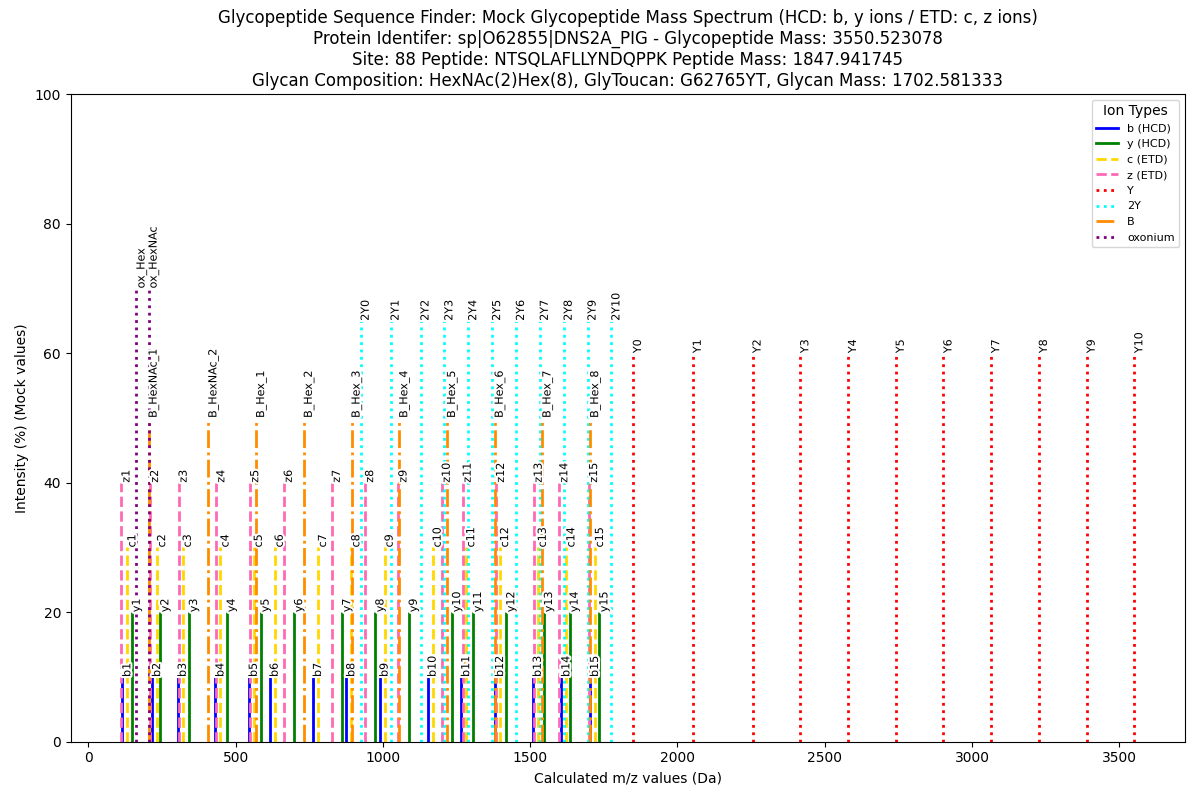 Glycopeptide Sequence Finder: Mock Glycopeptide Mass Spectrum (HCD: b, y ions / ETD: c, z ions)
Protein Identifer: sp|O62855|DNS2A_PIG - Glycopeptide Mass: 3550.523078
Site: 88 Peptide: NTSQLAFLLYNDQPPK Peptide Mass: 1847.941745
Glycan Composition: HexNAc(2)Hex(8), GlyToucan: G62765YT, Glycan Mass: 1702.581333
Ion Types
b (HCD)
y (HCD)
c (ETD)
z (ETD)
Y
2Y
B
oxonium
Intensity (%) (Mock values)
100
80
60
40
20
0
ox_Hex
ox_HexNAc
2Y0
2Y1
2Y2
2Y3
2Y4
2Y5
2Y6
2Y7
2Y8
2Y9
2Y10
Y0
Y1
Y2
Y3
Y4
Y5
Y6
Y7
Y8
Y9
Y10
B_HexNAc_1
B_HexNAc_2
B_Hex_1
B_Hex_2
B_Hex_3
B_Hex_4
B_Hex_5
B_Hex_6
B_Hex_7
B_Hex_8
z1
z2
z3
z4
z5
z6
z7
z8
z9
z10
z11
z12
z13
z14
z15
c1
c2
c3
c4
c5
c6
c7
c8
c9
c10
c11
c12
c13
c14
c15
y1
y2
y3
y4
y5
y6
y7
y8
y9
y10
y11
y12
y13
y14
y15
b1
b2
b3
b4
b5
b6
b7
b8
b9
b10
b11
b12
b13
b14
b15
0
500
1000
1500
2000
2500
3000
3500
Calculated m/z values (Da)